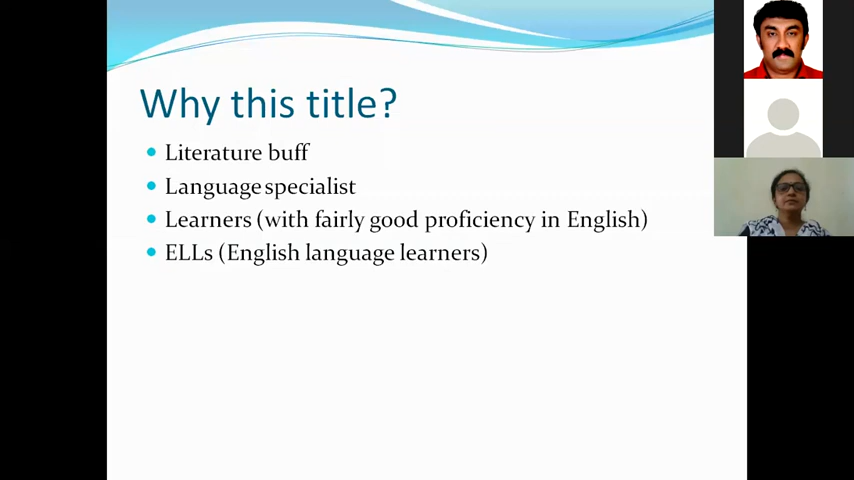 Why this title?
Literature buff
Language specialist
Learners (with fairly good proficiency in English)
ELLs (English language learners)